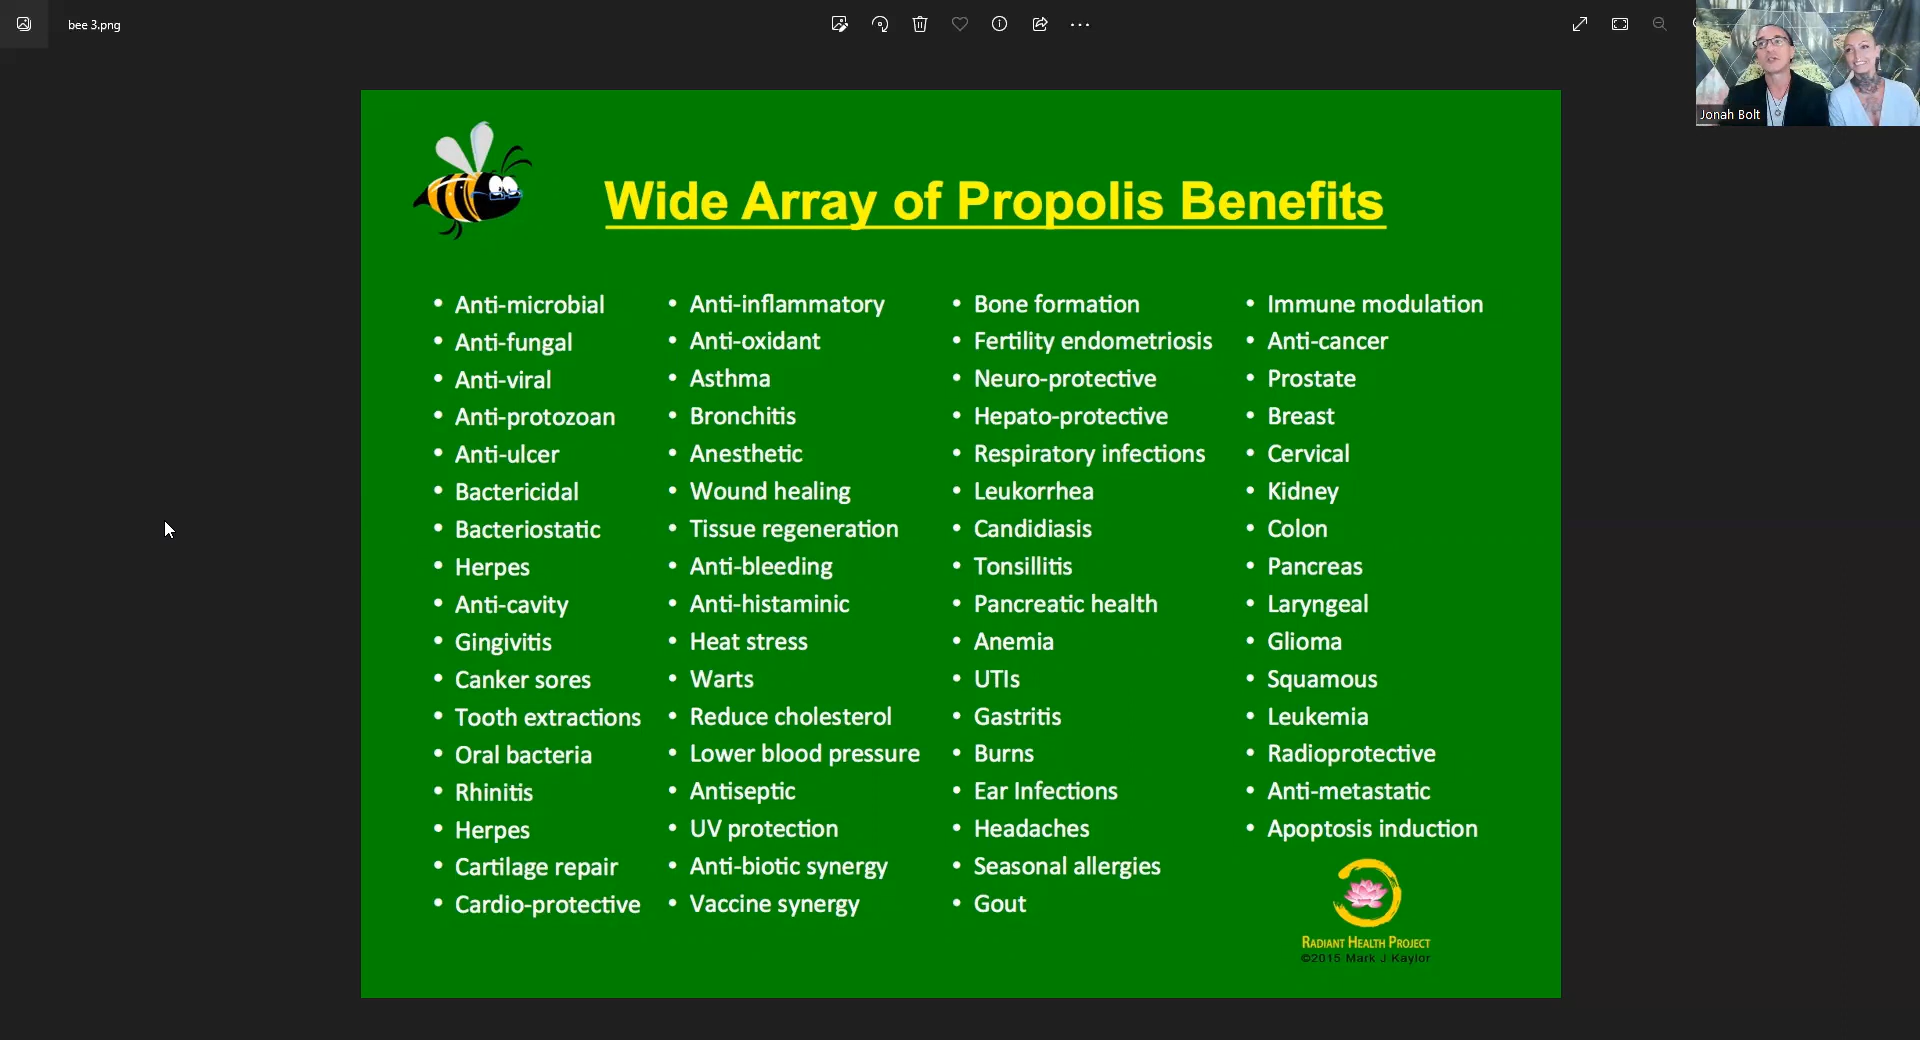 bee 3.png
Jonah Bolt
Wide Array of Propolis Benefits
• Anti-microbial
• Anti-fungal
• Anti-viral
• Anti-protozoan
• Anti-ulcer
• Bactericidal
• Bacteriostatic
• Herpes
• Anti-cavity
• Gingivitis
• Canker sores
• Tooth extractions
• Oral bacteria
• Rhinitis
• Herpes
• Cartilage repair
• Cardio-protective
• Anti-inflammatory
• Anti-oxidant
• Asthma
• Bronchitis
• Anesthetic
• Wound healing
• Tissue regeneration
• Anti-bleeding
• Anti-histaminic
• Heat stress
• Warts
• Reduce cholesterol
• Lower blood pressure
• Antiseptic
• UV protection
• Anti-biotic synergy
• Vaccine synergy
• Bone formation
• Fertility endometriosis
• Neuro-protective
• Hepato-protective
• Respiratory infections
• Leukorrhea
• Candidiasis
• Tonsillitis
• Pancreatic health
• Anemia
• UTIs
• Gastritis
• Burns
• Ear Infections
• Headaches
• Seasonal allergies
• Gout
• Immune modulation
• Anti-cancer
• Prostate
• Breast
• Cervical
• Kidney
• Colon
• Pancreas
• Laryngeal
• Glioma
• Squamous
• Leukemia
• Radioprotective
• Anti-metastatic
• Apoptosis induction
RADIANT HEALTH PROJECT
©2015 Mark J Kaylor